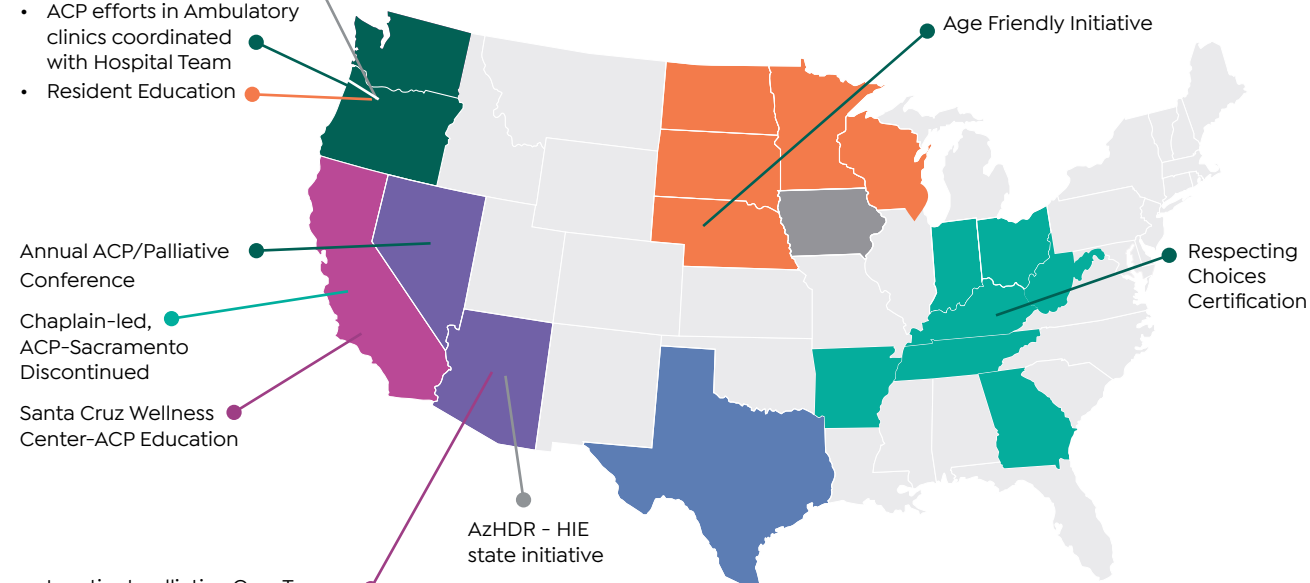 • ACP efforts in Ambulatory
clinics coordinated
with Hospital Team
• Resident Education
Age Friendly Initiative
Annual ACP/Palliative
Conference
Respecting
Choices
Certification
Chaplain-led,
ACP-Sacramento
Discontinued
Santa Cruz Wellness
Center-ACP Education
AzHDR - HIE
state initiative